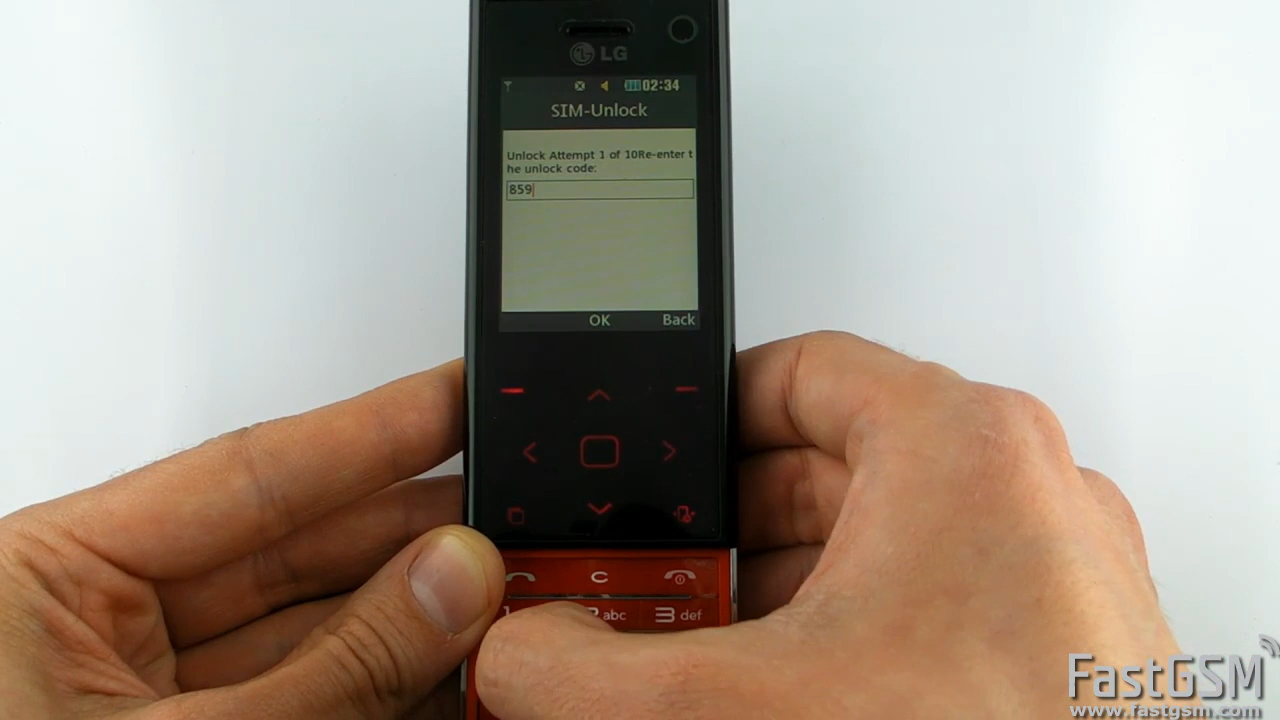 LG
02:34
SIM-Unlock
Unlock Attempt 1 of 10Re-enter t
he unlock code:
859
OK Back
C
abc 3 def
FastGSM
www.fastgsm.com